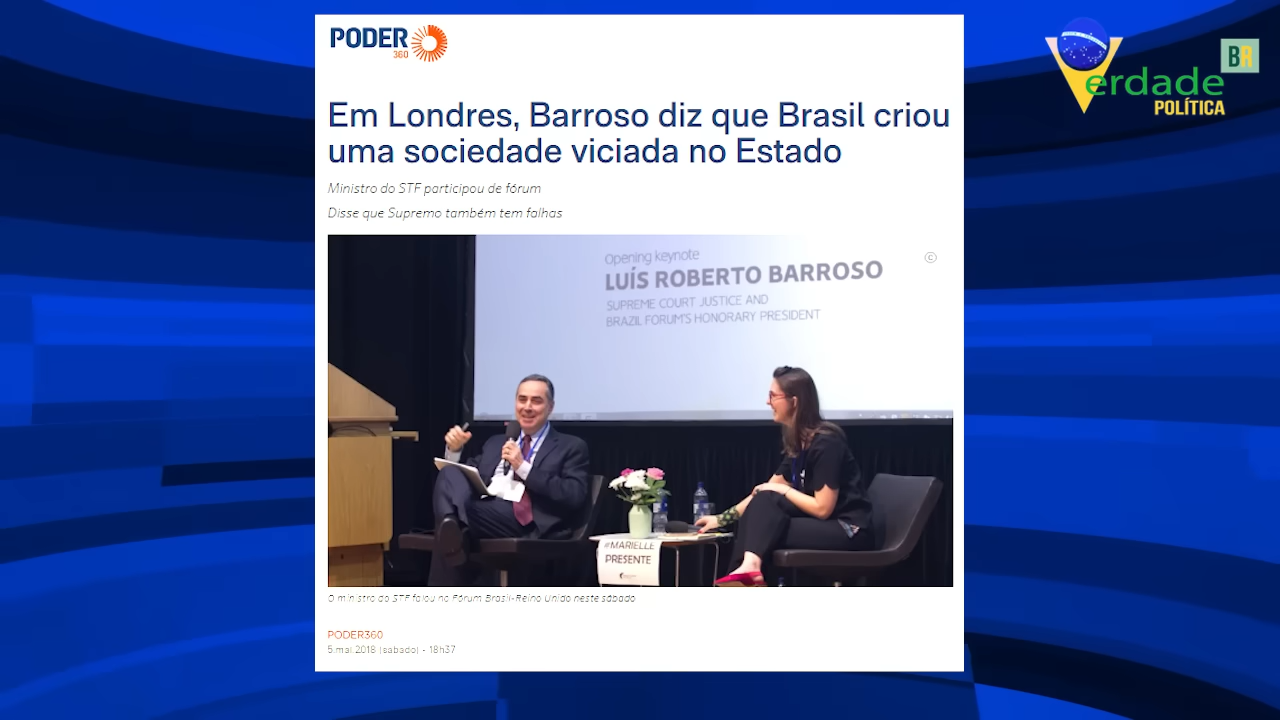 PODER
360
Verdade
BR
POLÍTICA
Em Londres, Barroso diz que Brasil criou
uma sociedade viciada no Estado
Ministro do STF participou de fórum
Disse que Supremo também tem falhas
Opening keynote
LUÍS ROBERTO BARROSO
SUPREME COURT JUSTICE AND
BRAZIL FORUM'S HONORARY PRESIDENT
©
#MARIELLE
PRESENTE
O ministro do STF falou no Fórum Brasil-Reino Unido neste sábado
PODER360
5.mai.2018 (sábado) - 18h37